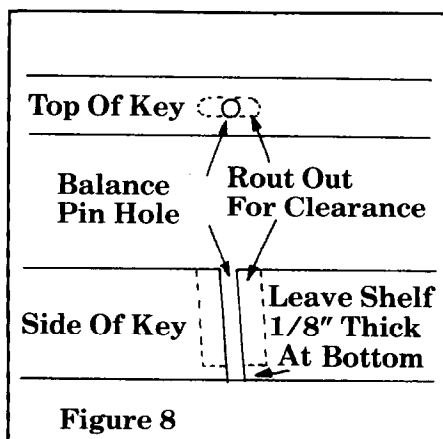 Top Of Key
Balance
Pin Hole
Rout Out
For Clearance
Side Of Key
Leave Shelf
1/8" Thick
At Bottom
Figure 8